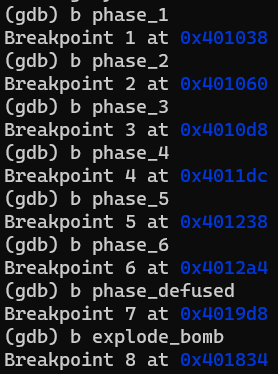 (gdb) b phase_1
Breakpoint 1 at 0x401038
(gdb) b phase_2
Breakpoint 2 at 0x401060
(gdb) b phase_3
Breakpoint 3 at 0x4010d8
(gdb) b phase_4
Breakpoint 4 at 0x4011dc
(gdb) b phase_5
Breakpoint 5 at 0x401238
(gdb) b phase_6
Breakpoint 6 at 0x4012a4
(gdb) b phase_defused
Breakpoint 7 at 0x4019d8
(gdb) b explode_bomb
Breakpoint 8 at 0x401834